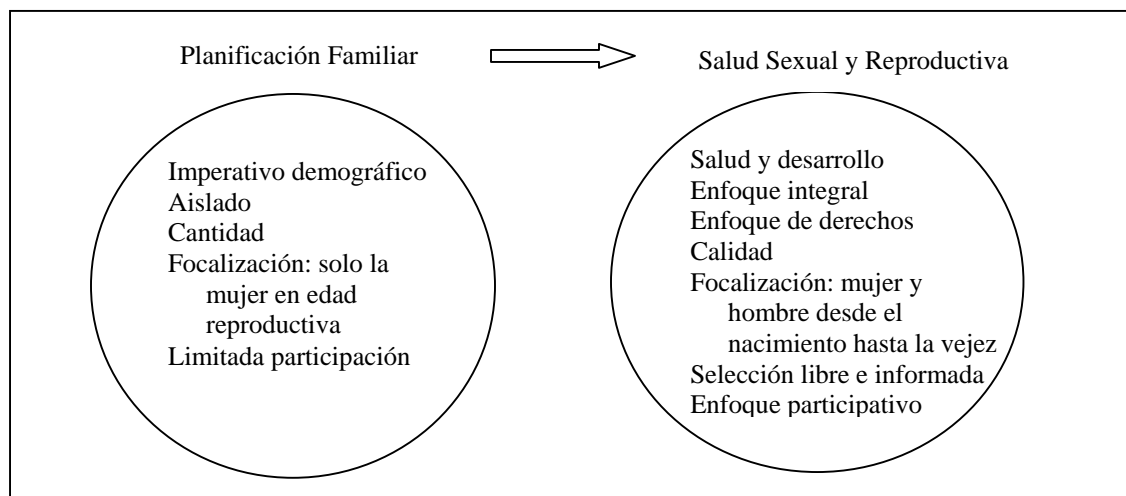 Planificación Familiar
Salud Sexual y Reproductiva
Imperativo demográfico
Aislado
Cantidad
Focalización: solo la
mujer en edad
reproductiva
Limitada participación
Salud y desarrollo
Enfoque integral
Enfoque de derechos
Calidad
Focalización: mujer y
hombre desde el
nacimiento hasta la vejez
Selección libre e informada
Enfoque participativo